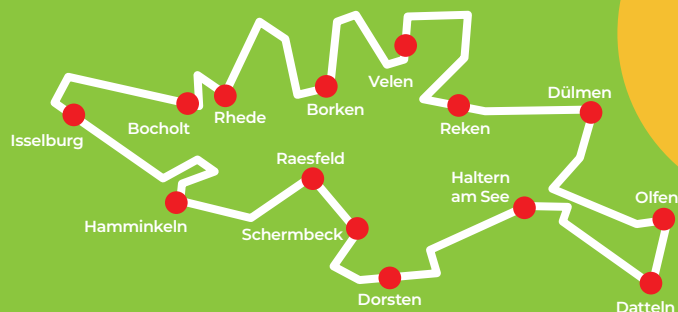 Velen
Dülmen
Borken
Rhede
Bocholt
Reken
Isselburg
Raesfeld
Haltern
am See
Olfen
Hamminkeln
Schermbeck
Dorsten
Datteln